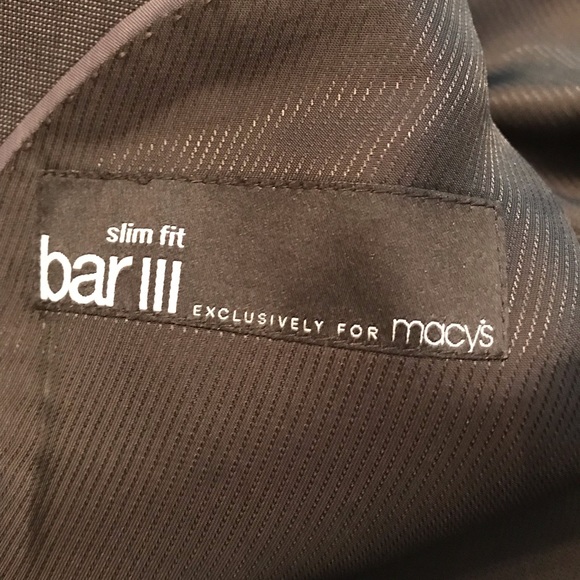 slim fit
bar III EXCLUSIVELY FOR macy's